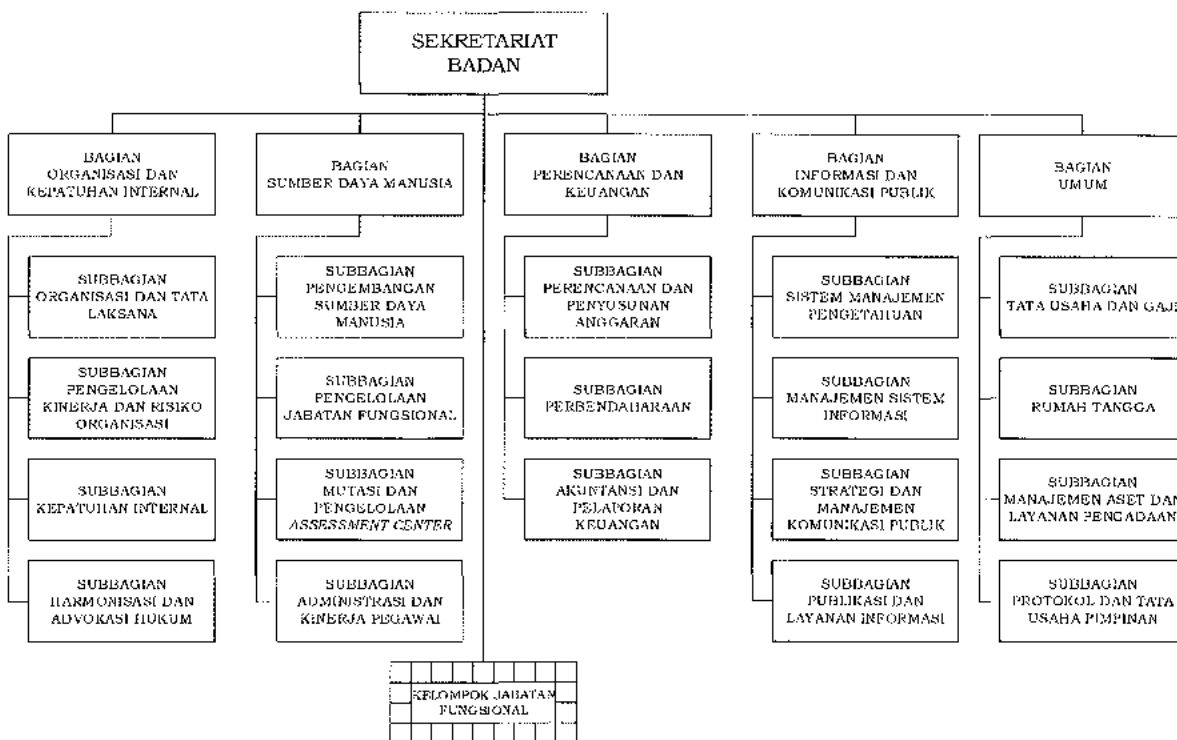 SEKRETARIAT
BADAN
BAGIAN
ORGANISASI DAN
KEPATUHAN INTERNAL
BAGIAN
SUMBER DAYA MANUSIA
BAGIAN
PERENCANAAN DAN
KEUANGAN
BAGIAN
INFORMASI DAN
KOMUNIKASI PUBLIK
BAGIAN
UMUM
SUBBAGIAN
ORGANISASI DAN TATA
LAKSANA
SUBBAGIAN
PENGEMBANGAN
SUMBER DAYA
MANUSIA
SUBBAGIAN
PERENCANAAN DAN
PENYUSUNAN
ANGGARAN
SUBBAGIAN
SISTEM MANAJEMEN
PENGETAHUAN
SUBBAGIAN
TATA USAHA DAN GAJI
SUBBAGIAN
PENGELOLAAN
KINERJA DAN RISIKO
ORGANISASI
SUBBAGIAN
PENGELOLAAN
JABATAN FUNGSIONAL
SUBBAGIAN
PERBENDAHARAAN
SUBBAGIAN
MANAJEMEN SISTEM
INFORMASI
SUBBAGIAN
RUMAH TANGGA
SUBBAGIAN
KEPATUHAN INTERNAL
SUBBAGIAN
MUTASI DAN
PENGELOLAAN
ASSESSMENT CENTER
SUBBAGIAN
AKUNTANSI DAN
PELAPORAN
KEUANGAN
SUBBAGIAN
STRATEGI DAN
MANAJEMEN
KOMUNIKASI PUBLIK
SUBBAGIAN
MANAJEMEN ASET DAN
LAYANAN PENGADAAN
SUBBAGIAN
HARMONISASI DAN
ADVOKASI HUKUM
SUBBAGIAN
ADMINISTRASI DAN
KINERJA PEGAWAI
SUBBAGIAN
PUBLIKASI DAN
LAYANAN INFORMASI
SUBBAGIAN
PROTOKOL DAN TATA
USAHA PIMPINAN
KELOMPOK JABATAN
FUNGSIONAL